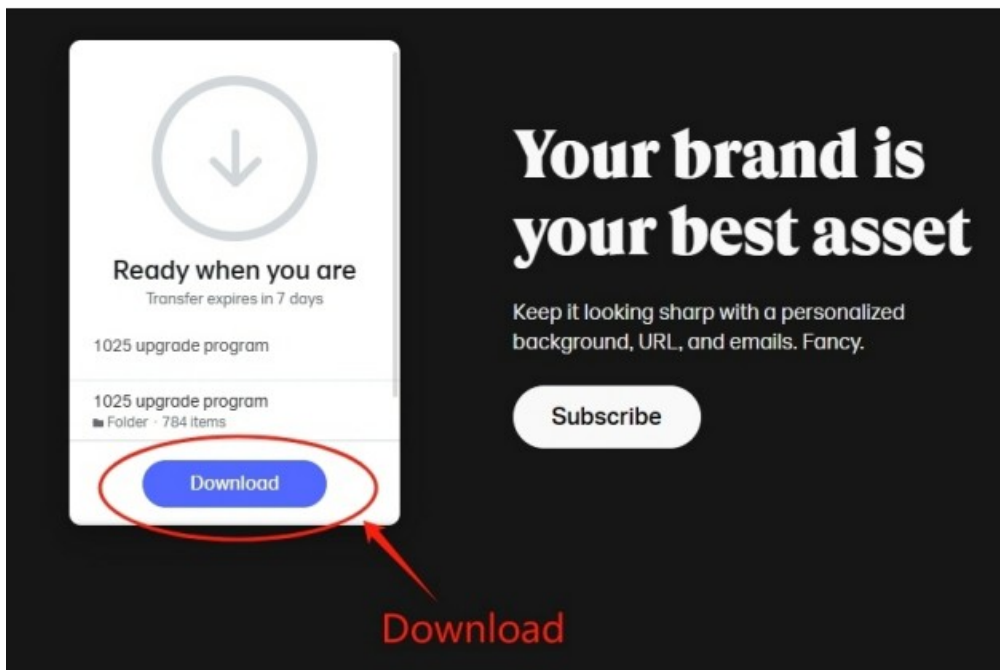 Ready when you are
Transfer expires in 7 days
1025 upgrade program
1025 upgrade program
Folder · 784 items
Download
Your brand is
your best asset
Keep it looking sharp with a personalized
background, URL, and emails. Fancy.
Subscribe
Download